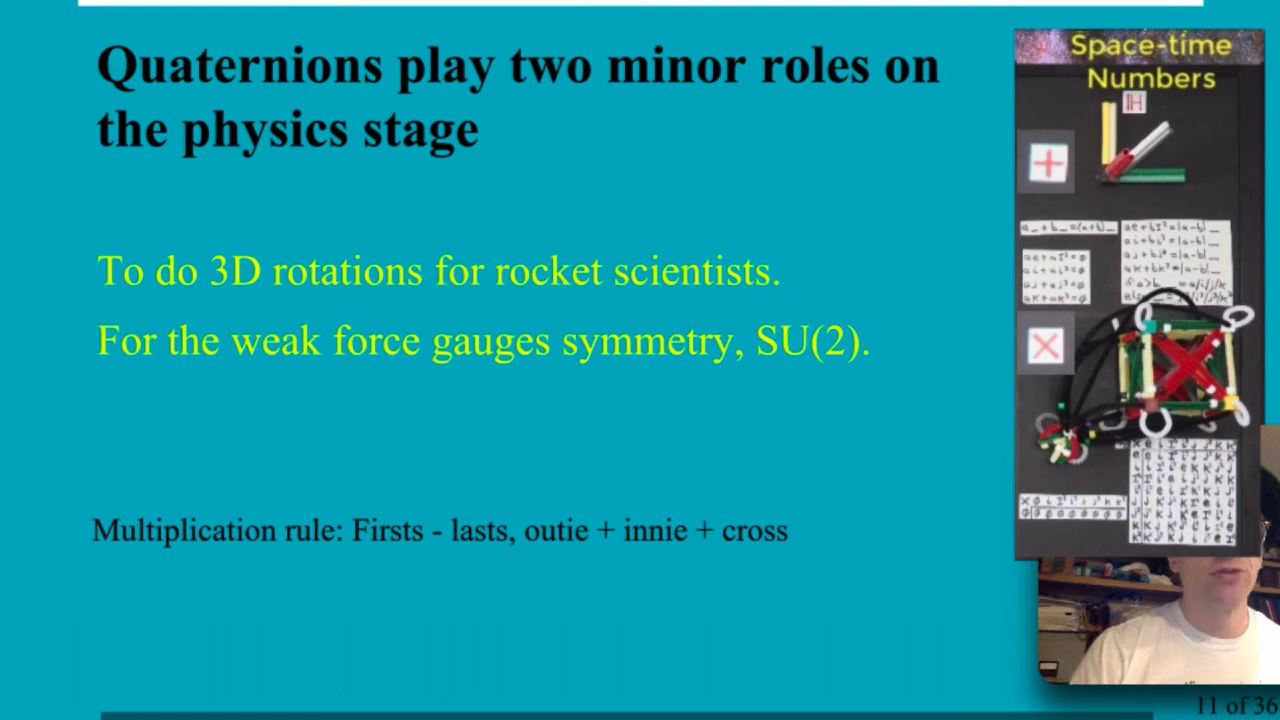 Quaternions play two minor roles on
the physics stage
To do 3D rotations for rocket scientists.
For the weak force gauges symmetry, SU(2).
Multiplication rule: Firsts - lasts, outie + innie + cross
Space-time
Numbers
H
+
×
11 of 36